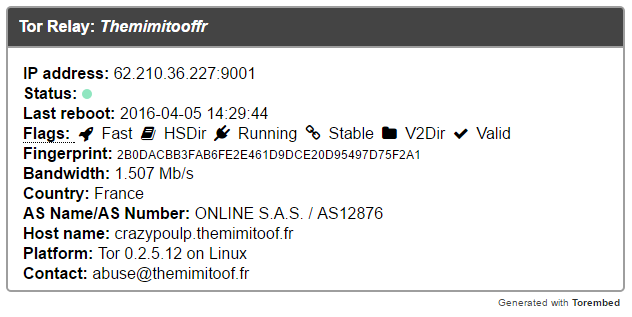 Tor Relay: Themimitooffr
IP address: 62.210.36.227:9001
Status:
Last reboot: 2016-04-05 14:29:44
Flags: Fast HSDir Running Stable V2Dir Valid
Fingerprint: 2B0DACBB3FAB6FE2E461D9DCE20D95497D75F2A1
Bandwidth: 1.507 Mb/s
Country: France
AS Name/AS Number: ONLINE S.A.S. / AS12876
Host name: crazypoulp.themimitoof.fr
Platform: Tor 0.2.5.12 on Linux
Contact: abuse@themimitoof.fr
Generated with Torembed